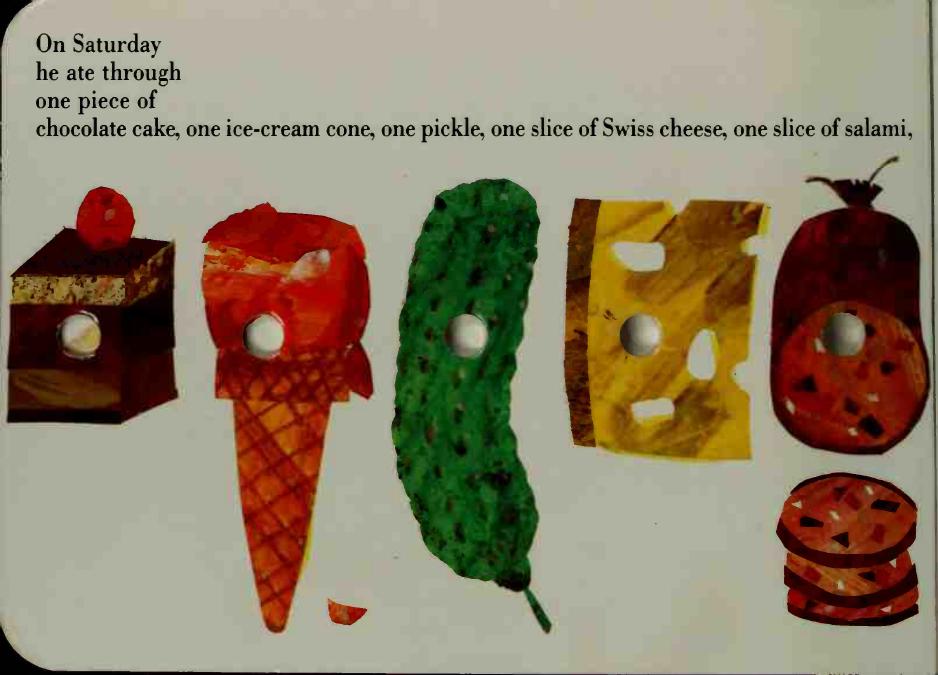 On Saturday
he ate through
one piece of
chocolate cake, one ice-cream cone, one pickle, one slice of Swiss cheese, one slice of salami,